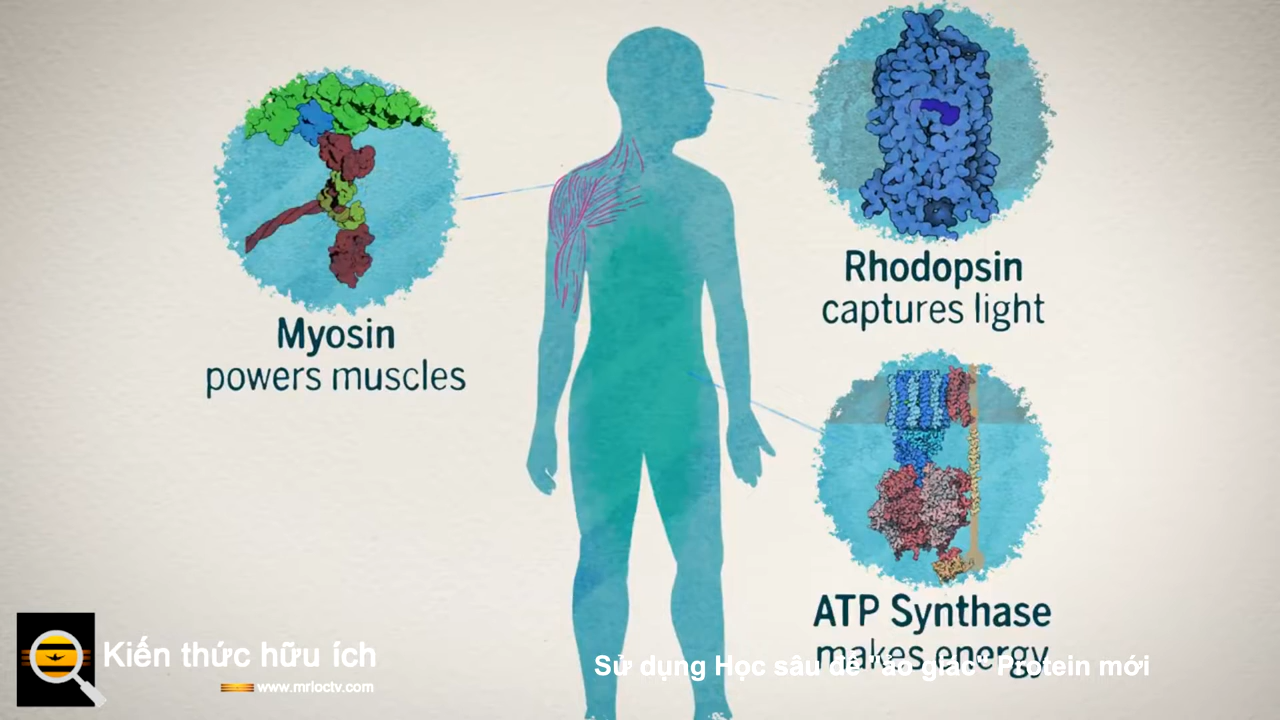 Myosin
powers muscles
Rhodopsin
captures light
ATP Synthase
makes energy
Kiến thức hữu ích
www.mrloctv.com
Sử dụng Học sâu để "ảo giác" Protein mới